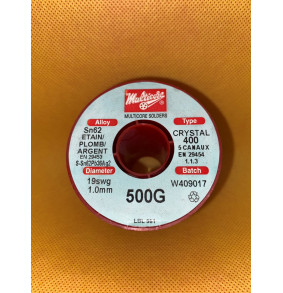 Multicore
MULTICORE SOLDERS
Alloy
Sn62
ETAIN/
PLOMB/
ARGENT
EN 29453
S-Sn62Pb36Ag2
Diameter
19swg
1.0mm
Type
CRYSTAL
400
5 CANAUX
EN 29454
1.1.3
Batch
W409017
500G